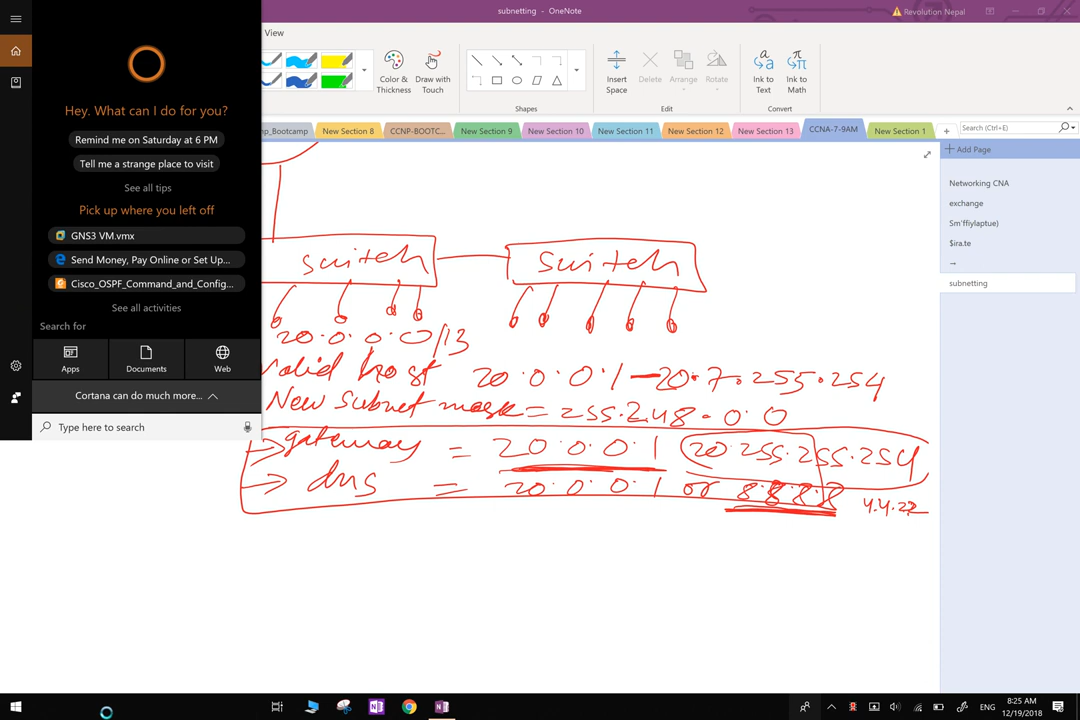 subnetting - OneNote
Revolution Nepal
View
Color & Thickness
Draw with Touch
Insert Space
Delete
Arrange
Rotate
Ink to Text
Ink to Math
Shapes
Edit
Convert
np_Bootcamp
New Section 8
CCNP-BOOTC...
New Section 9
New Section 10
New Section 11
New Section 12
New Section 13
CCNA-7-9AM
New Section 1
Search (Ctrl+E)
Add Page
Networking CNA
exchange
Sm'ffiylaptue)
$ira.te
→
subnetting
Hey. What can I do for you?
Remind me on Saturday at 6 PM
Tell me a strange place to visit
See all tips
Pick up where you left off
GNS3 VM.vmx
Send Money, Pay Online or Set Up...
Cisco_OSPF_Command_and_Config...
See all activities
Search for
Apps
Documents
Web
Cortana can do much more...
Type here to search
switch
switch
20.0.0.0/13
valid host 20.0.0.1-20.7.255.254
New subnet mask = 255.248.0.0
→ gateway = 20.0.0.1 20.255.255.254
→ dns = 20.0.0.1 or 8.8.8.8
ENG
8:25 AM
12/19/2018